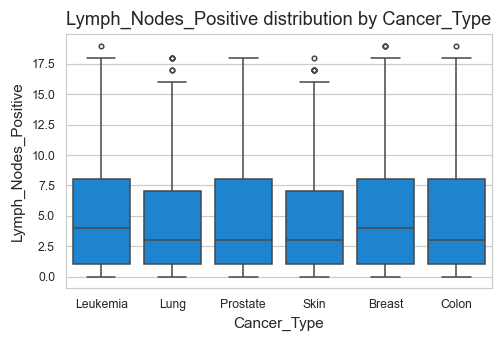 Lymph_Nodes_Positive distribution by Cancer_Type
Lymph_Nodes_Positive
17.5
15.0
12.5
10.0
7.5
5.0
2.5
0.0
Leukemia Lung Prostate Skin Breast Colon
Cancer_Type